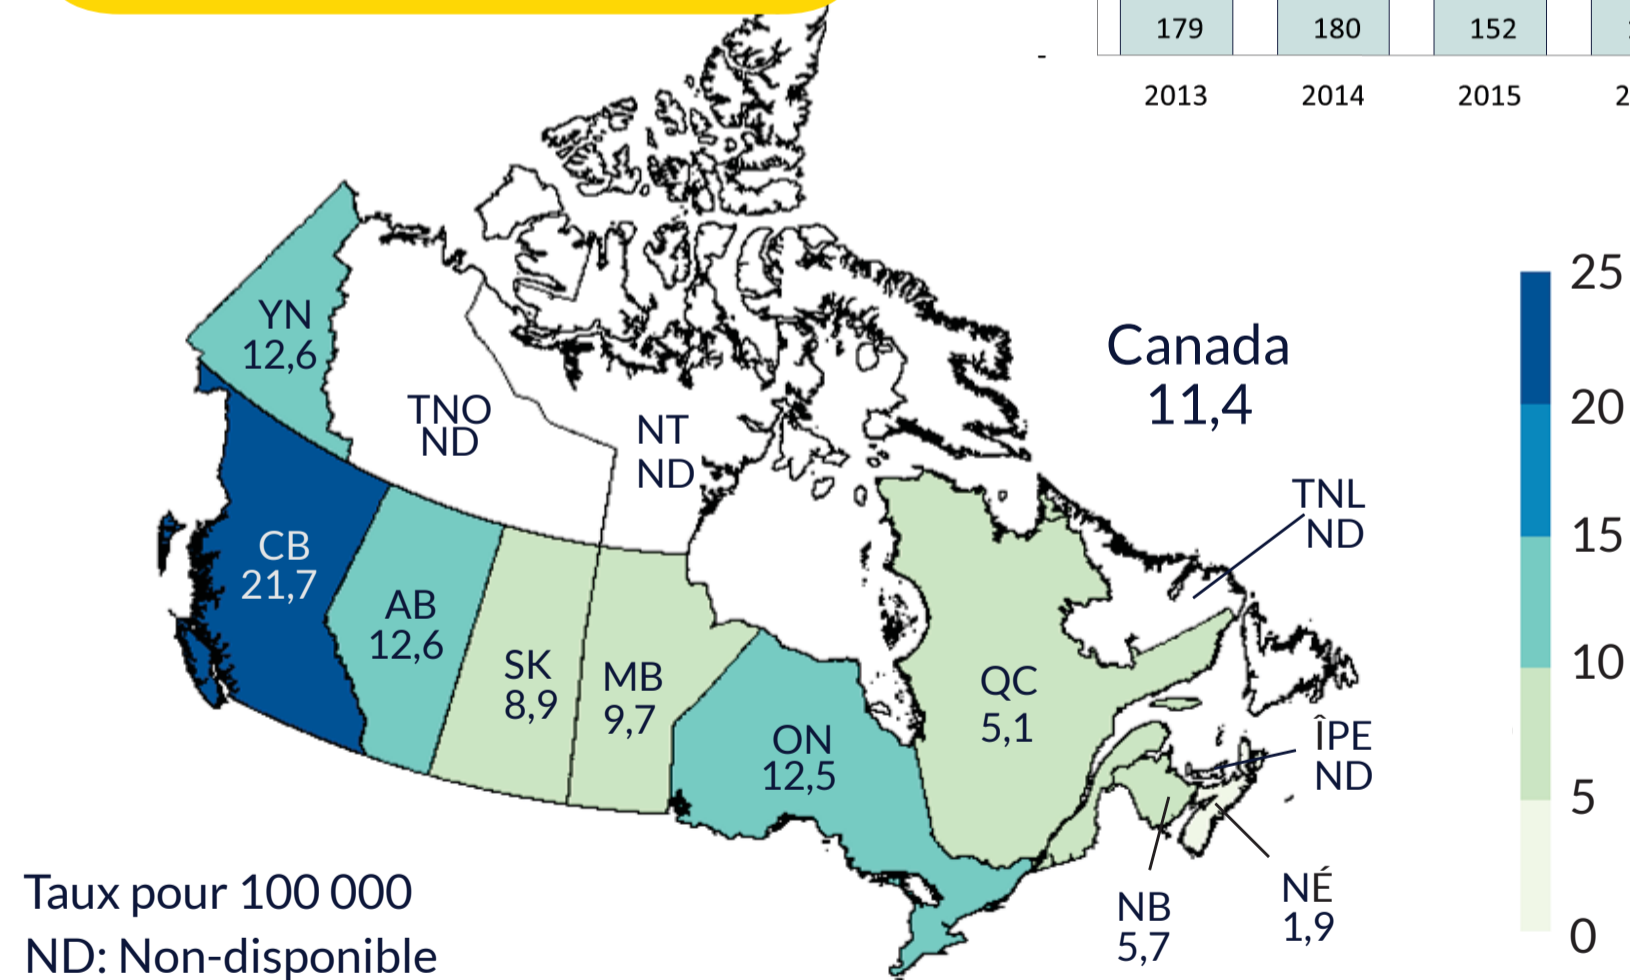 179 180 152
-
2013 2014 2015
YN
12,6
TNO
ND
NT
ND
Canada
11,4
25
20
15
10
5
0
TNL
ND
CB
21,7
AB
12,6
SK
8,9
MB
9,7
ON
12,5
QC
5,1
ÎPE
ND
NB
5,7
NÉ
1,9
Taux pour 100 000
ND: Non-disponible